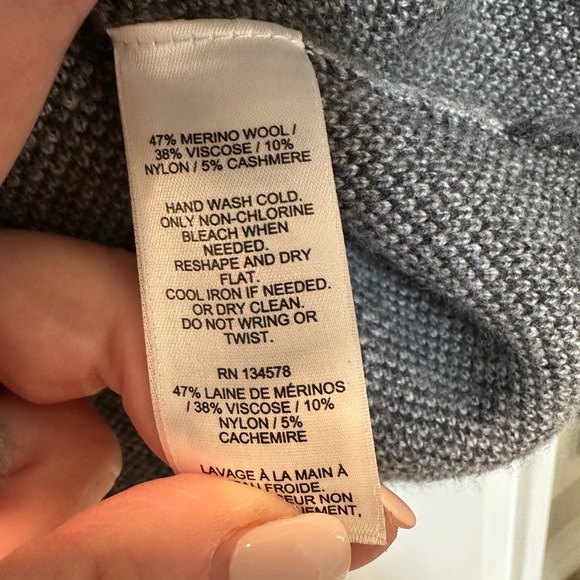 47% MERINO WOOL /
38% VISCOSE / 10%
NYLON / 5% CASHMERE
HAND WASH COLD.
ONLY NON-CHLORINE
BLEACH WHEN
NEEDED.
RESHAPE AND DRY
FLAT.
COOL IRON IF NEEDED.
OR DRY CLEAN.
DO NOT WRING OR
TWIST.
RN 134578
47% LAINE DE MÉRINOS
/ 38% VISCOSE / 10%
NYLON / 5%
CACHEMIRE
LAVAGE À LA MAIN À
FROIDE.
NON